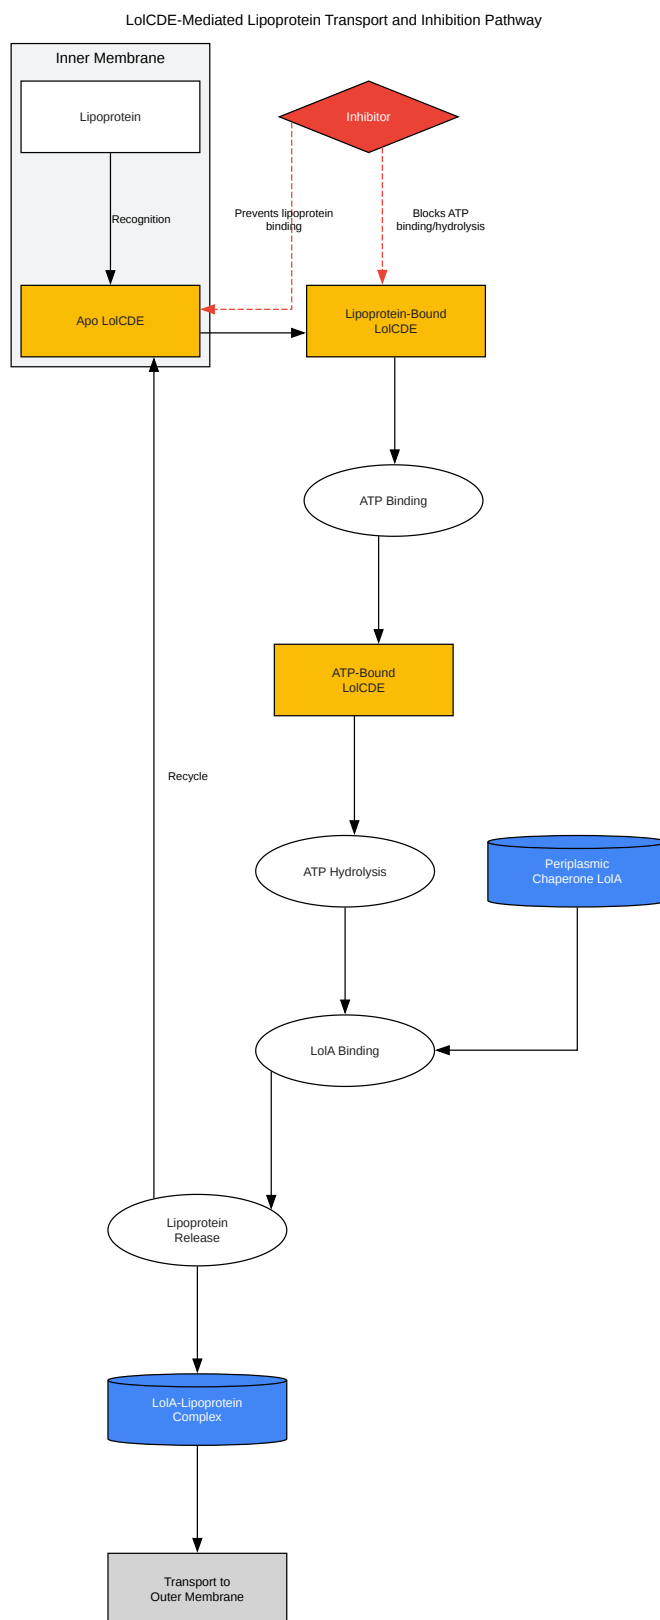 LolCDE-Mediated Lipoprotein Transport and Inhibition Pathway
Inner Membrane
Lipoprotein
Inhibitor
Recognition
Prevents lipoprotein
binding
Blocks ATP
binding/hydrolysis
Apo LolCDE
Lipoprotein-Bound
LolCDE
ATP Binding
ATP-Bound
LolCDE
Recycle
ATP Hydrolysis
Periplasmic
Chaperone LolA
LolA Binding
Lipoprotein
Release
LolA-Lipoprotein
Complex
Transport to
Outer Membrane